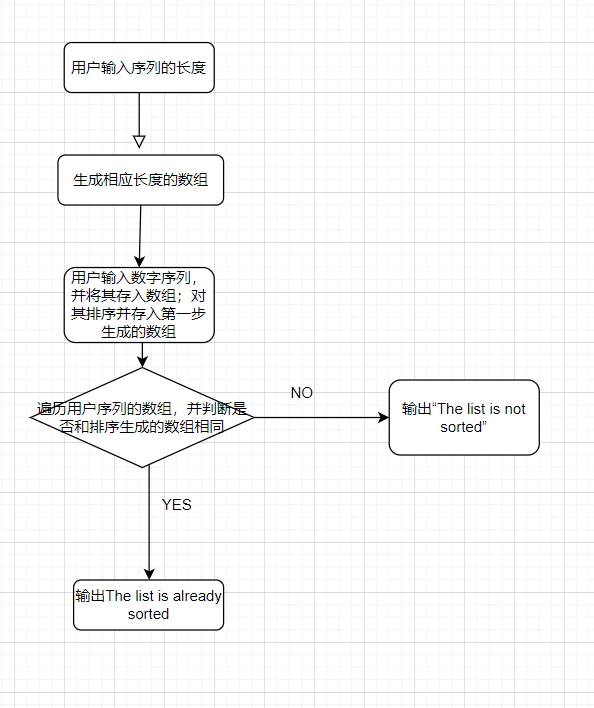 用户输入序列的长度
生成相应长度的数组
用户输入数字序列，
并将其存入数组；对
其排序并存入第一步
生成的数组
遍历用户序列的数组，并判断是
否和排序生成的数组相同
NO
输出“The list is not
sorted”
YES
输出The list is already
sorted